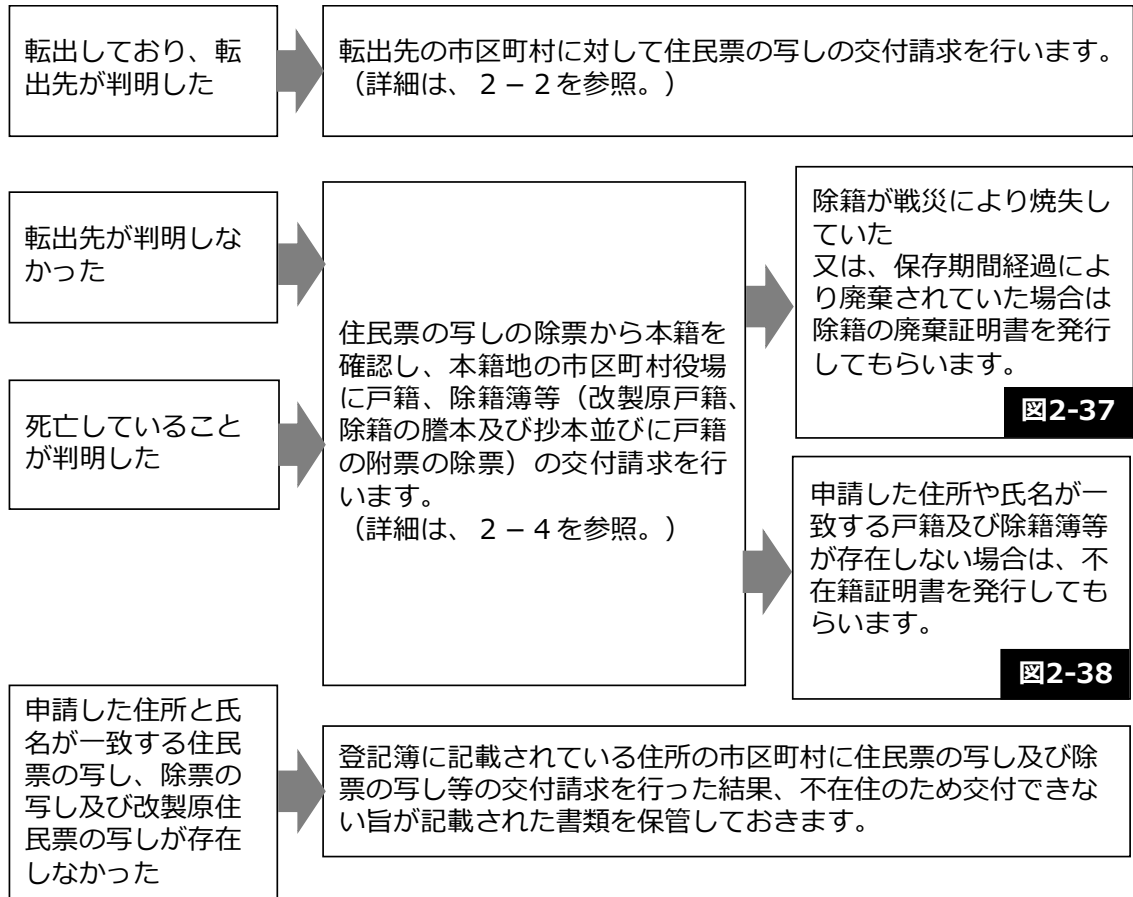 転出しており、転
出先が判明した
転出先の市区町村に対して住民票の写しの交付請求を行います。
（詳細は、２－２を参照。）
転出先が判明しな
かった
死亡していること
が判明した
住民票の写しの除票から本籍を
確認し、本籍地の市区町村役場
に戸籍、除籍簿等（改製原戸籍、
除籍の謄本及び抄本並びに戸籍
の附票の除票）の交付請求を行
います。
（詳細は、２－４を参照。）
除籍が戦災により焼失し
ていた
又は、保存期間経過によ
り廃棄されていた場合は
除籍の廃棄証明書を発行
してもらいます。
図2-37
申請した住所や氏名が一
致する戸籍及び除籍簿等
が存在しない場合は、不
在籍証明書を発行しても
らいます。
図2-38
申請した住所と氏
名が一致する住民
票の写し、除票の
写し及び改製原住
民票の写しが存在
しなかった
登記簿に記載されている住所の市区町村に住民票の写し及び除
票の写し等の交付請求を行った結果、不在住のため交付できな
い旨が記載された書類を保管しておきます。